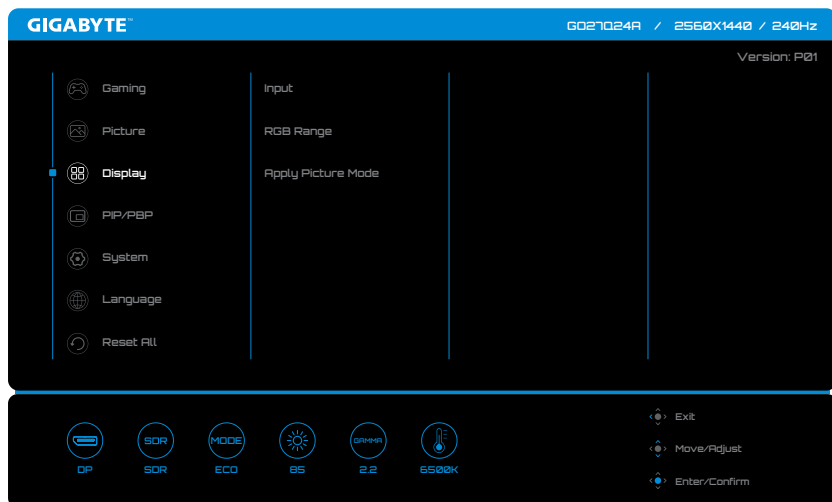 GIGABYTE™
GO27Q24A / 2560X1440 / 240Hz
Version: P01
Gaming
Input
Picture
RGB Range
Display
Apply Picture Mode
PIP/PBP
System
Language
Reset All
SDR
MODE
GAMMA
DP
SDR
ECO
85
2.2
6500K
Exit
Move/Adjust
Enter/Confirm